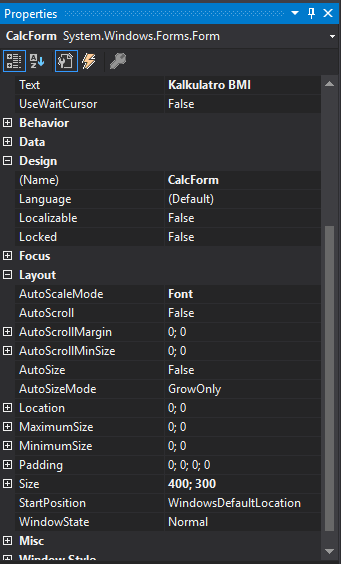 Properties
CalcForm System.Windows.Forms.Form
Text Kalkulatro BMI
UseWaitCursor False
Behavior
Data
Design
(Name) CalcForm
Language (Default)
Localizable False
Locked False
Focus
Layout
AutoScaleMode Font
AutoScroll False
AutoScrollMargin 0; 0
AutoScrollMinSize 0; 0
AutoSize False
AutoSizeMode GrowOnly
Location 0; 0
MaximumSize 0; 0
MinimumSize 0; 0
Padding 0; 0; 0; 0
Size 400; 300
StartPosition WindowsDefaultLocation
WindowState Normal
Misc
Window Style